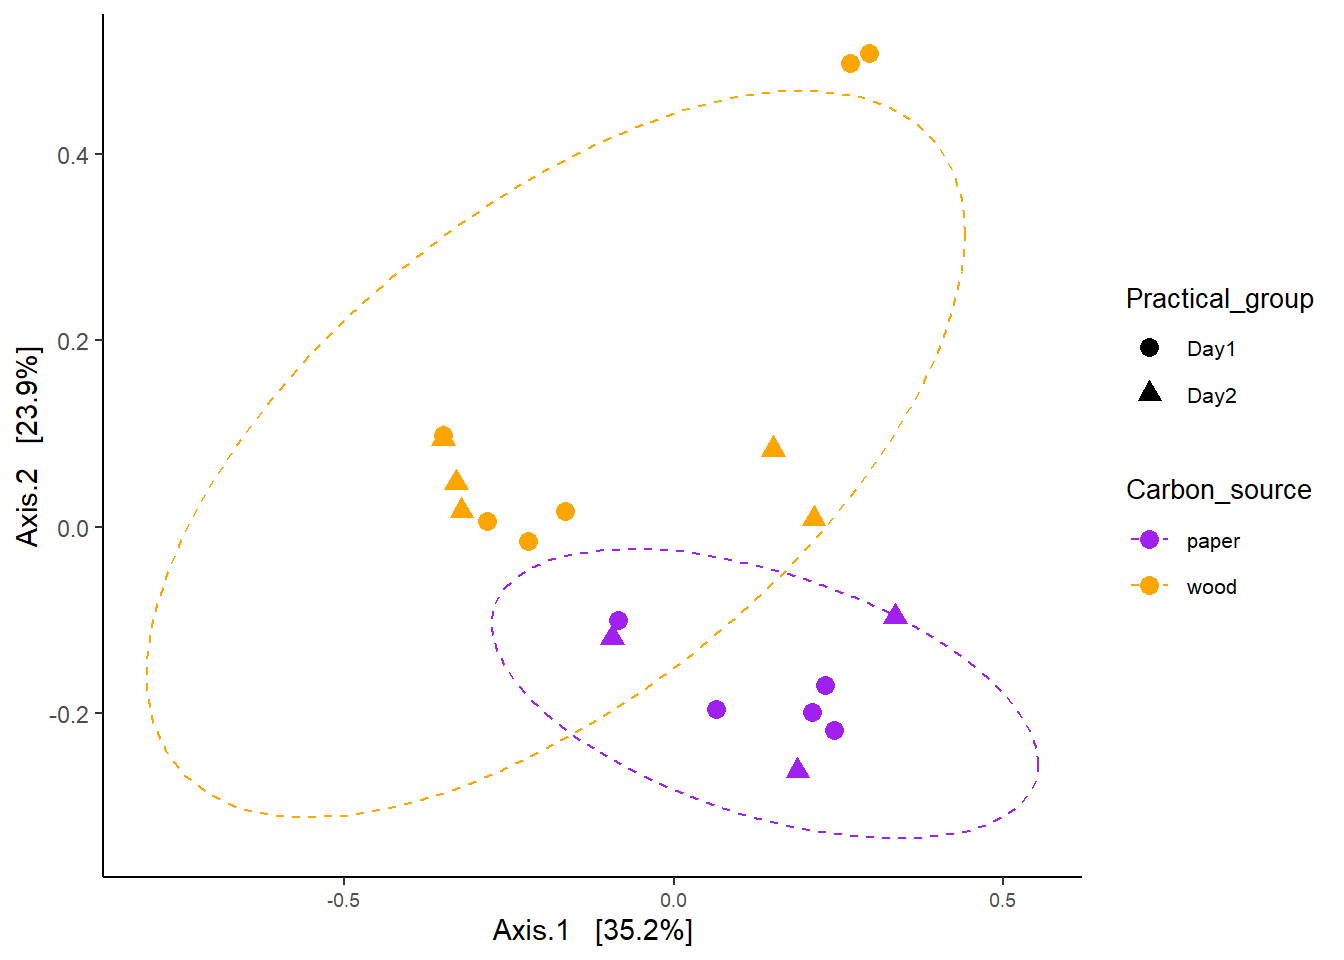 Axis.2 [23.9%]
0.4
0.2
0.0
-0.2
-0.5
0.0
0.5
Axis.1 [35.2%]
Practical_group
Day1
Day2
Carbon_source
paper
wood